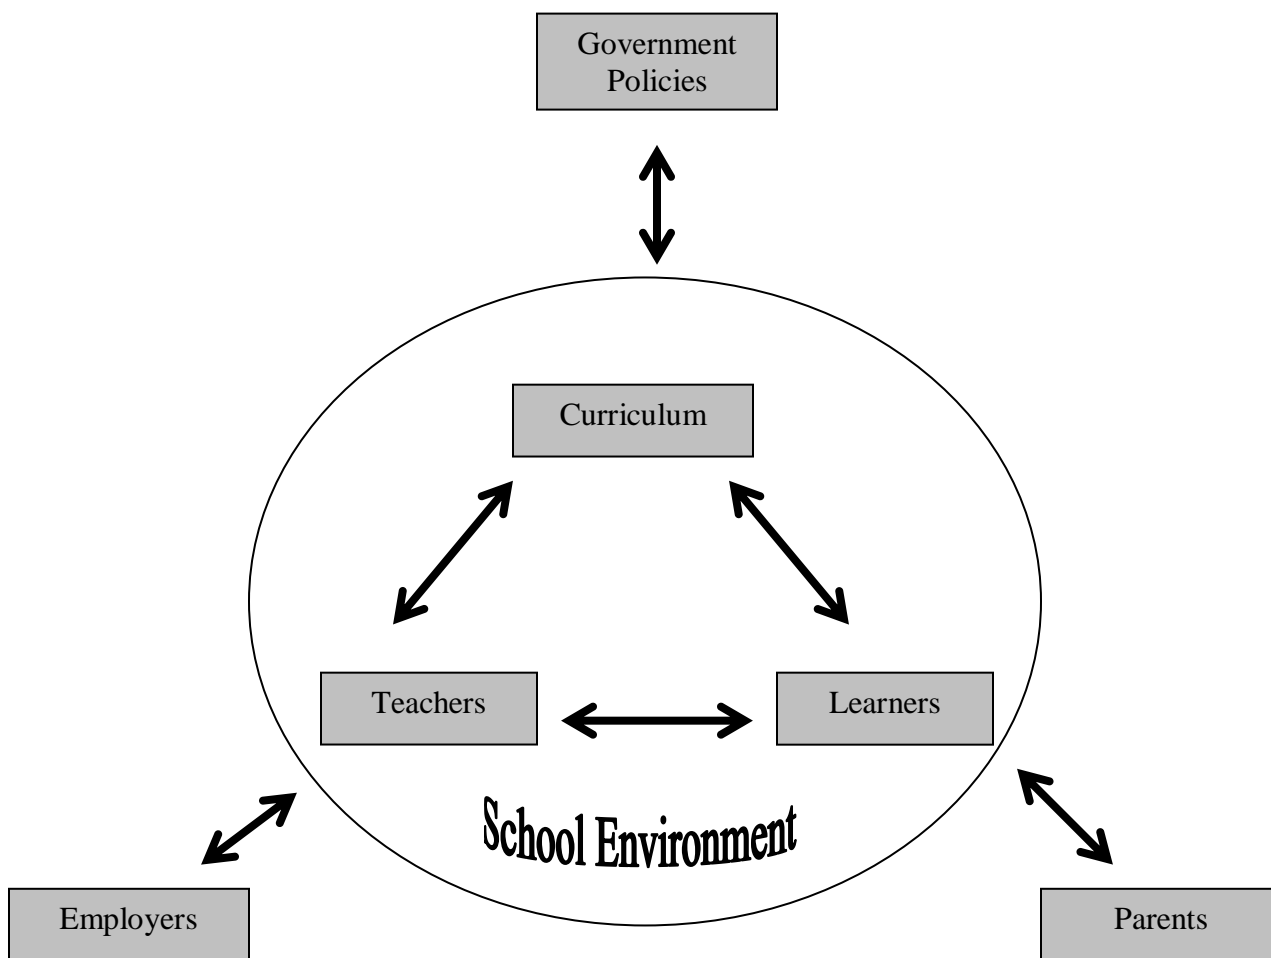 Government
Policies
Curriculum
Teachers
Learners
School Environment
Employers
Parents